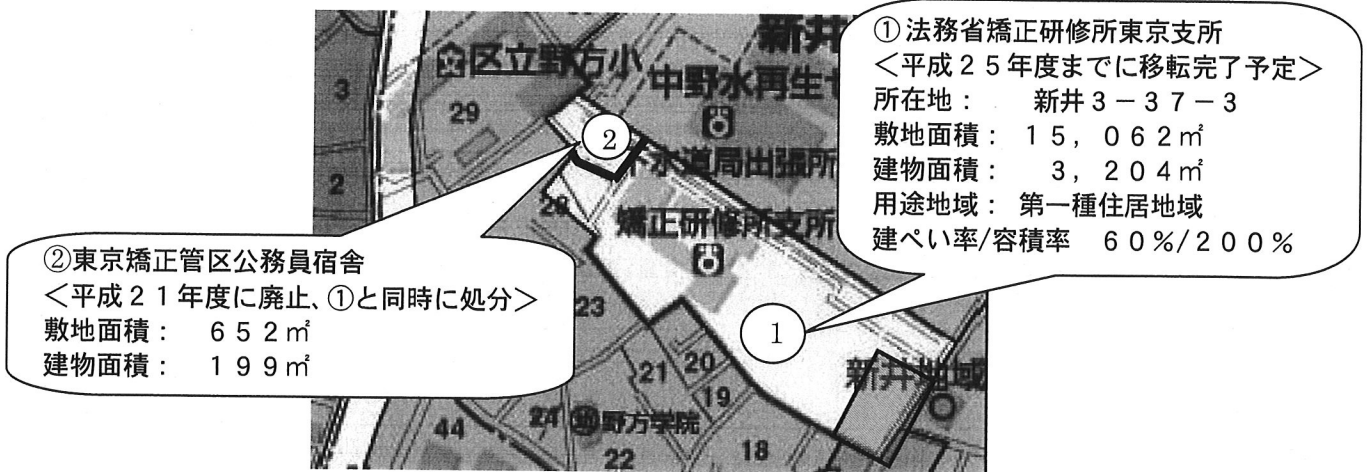 ①法務省矯正研修所東京支所
＜平成２５年度までに移転完了予定＞
所在地：　新井３－３７－３
敷地面積：　１５，０６２㎡
建物面積：　３，２０４㎡
用途地域：　第一種住居地域
建ぺい率/容積率　６０％/２００％
②東京矯正管区公務員宿舎
＜平成２１年度に廃止、①と同時に処分＞
敷地面積：　６５２㎡
建物面積：　１９９㎡
新井
区立野方小
中野水再生セ
3
29
2
2
下水道局出張所
28
矯正研修所支所
23
1
20
21
19
新井地域
24
野方学院
44
22
18